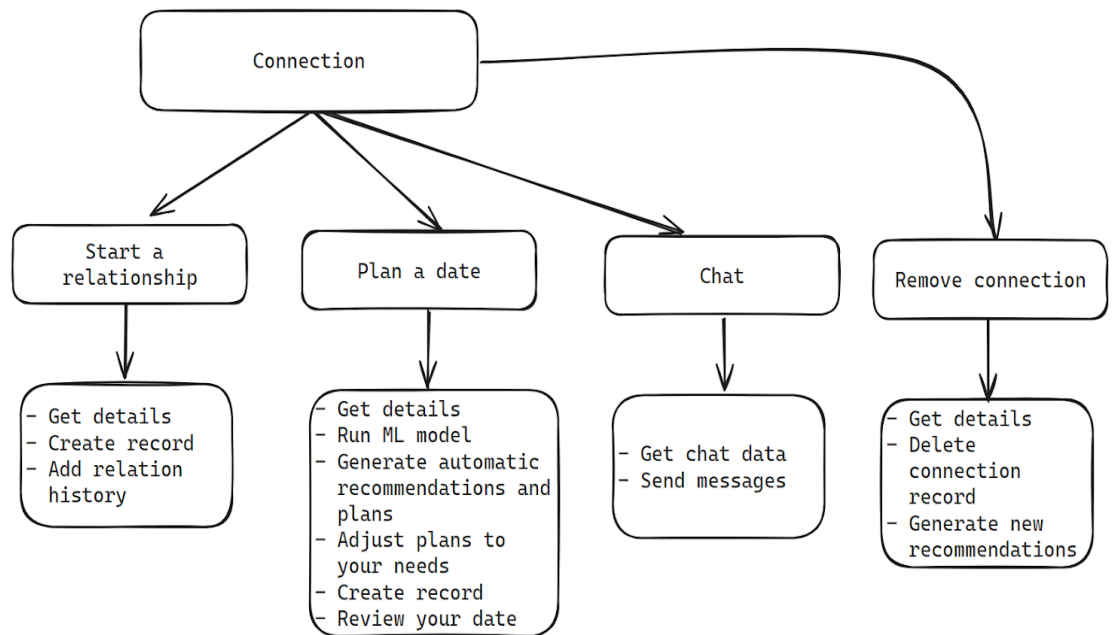 Connection
Start a
relationship
Plan a date
Chat
Remove connection
- Get details
- Create record
- Add relation
history
- Get details
- Run ML model
- Generate automatic
recommendations and
plans
- Adjust plans to
your needs
- Create record
- Review your date
- Get chat data
- Send messages
- Get details
- Delete
connection
record
- Generate new
recommendations